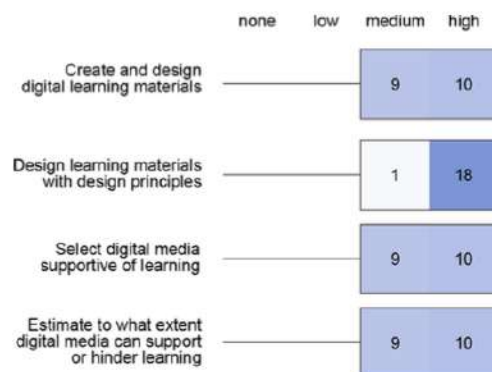 none low medium high
Create and design
digital learning materials
9 10
Design learning materials
with design principles
1 18
Select digital media
supportive of learning
9 10
Estimate to what extent
digital media can support
or hinder learning
9 10